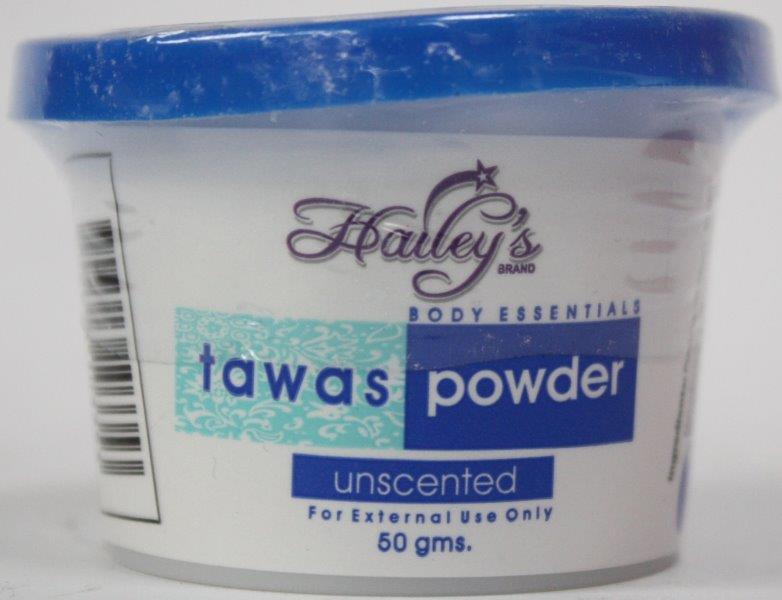 Hailey's
BRAND
BODY ESSENTIALS
tawas powder
unscented
For External Use Only
50 gms.